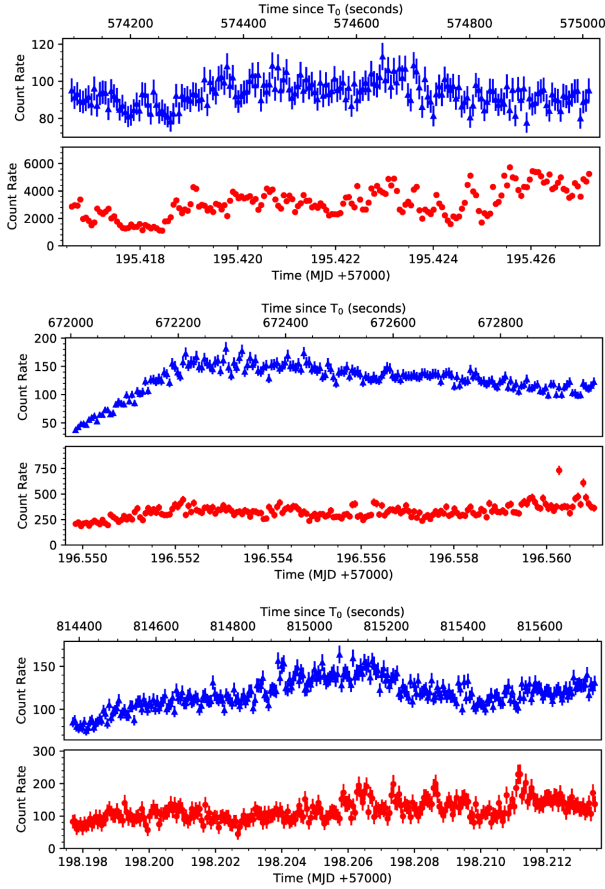 Time since T0 (seconds)
574200 574400 574600 574800 575000
Count Rate
120
100
80
Count Rate
6000
4000
2000
0
195.418 195.420 195.422 195.424 195.426
Time (MJD +57000)
Time since T0 (seconds)
672000 672200 672400 672600 672800
Count Rate
200
150
100
50
Count Rate
750
500
250
0
196.550 196.552 196.554 196.556 196.558 196.560
Time (MJD +57000)
Time since T0 (seconds)
814400 814600 814800 815000 815200 815400 815600
Count Rate
150
100
Count Rate
300
200
100
0
198.198 198.200 198.202 198.204 198.206 198.208 198.210 198.212
Time (MJD +57000)